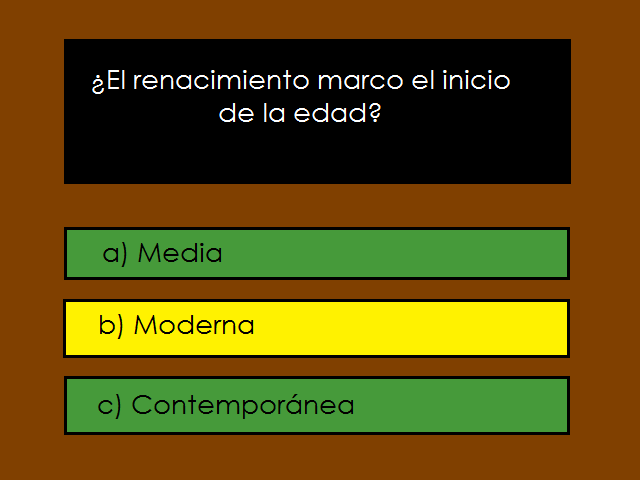 ¿El renacimiento marco el inicio
de la edad?
a) Media
b) Moderna
c) Contemporánea